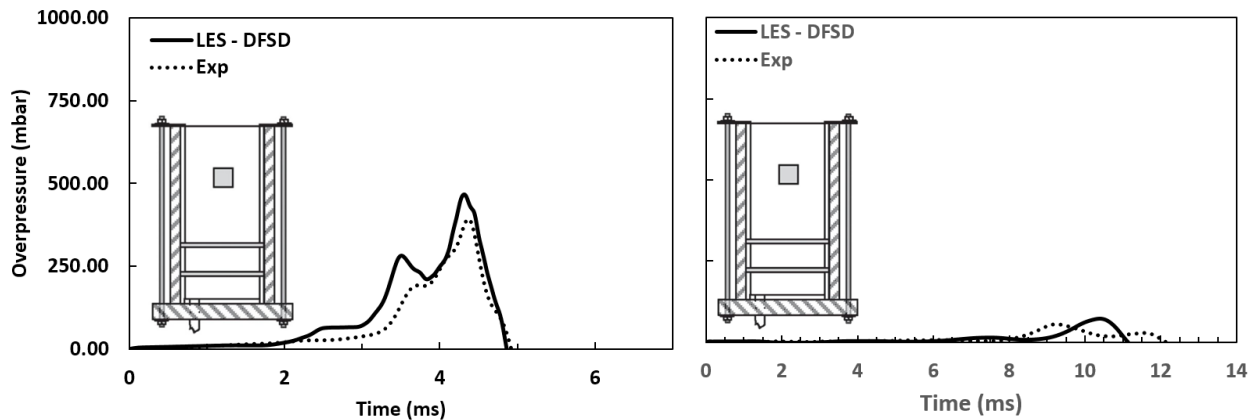 1000.00
750.00
500.00
250.00
0.00
Overpressure (mbar)
LES - DFSD
Exp
0 2 4 6
Time (ms)
LES - DFSD
Exp
0 2 4 6 8 10 12 14
Time (ms)